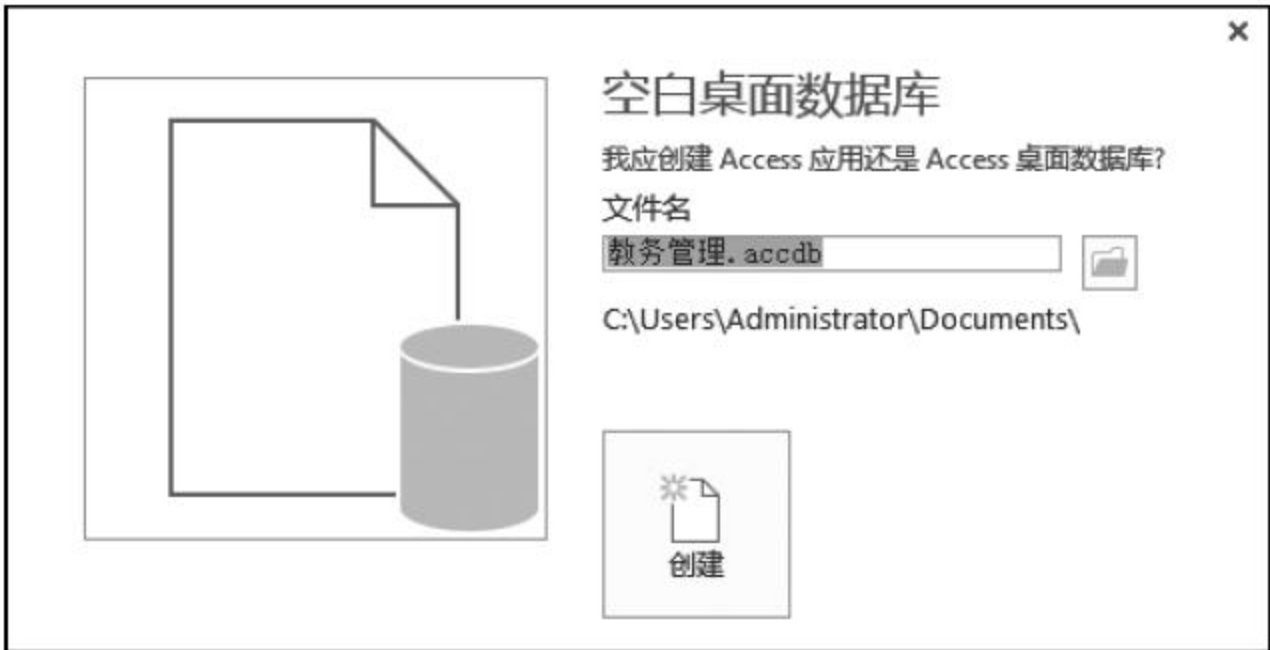 空白桌面数据库
我应创建 Access 应用还是 Access 桌面数据库?
文件名
教务管理.accdb
C:\Users\Administrator\Documents\
创建